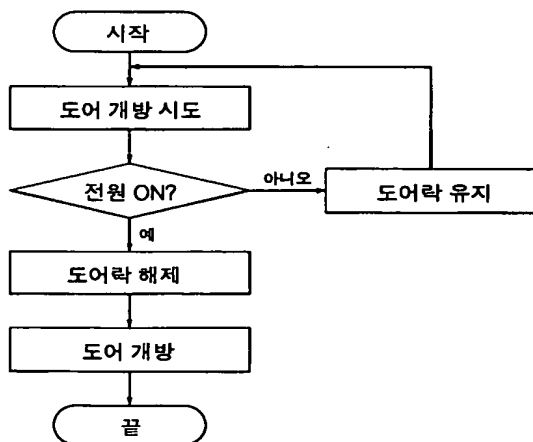 시작
도어 개방 시도
전원 ON?
아니오
도어락 유지
예
도어락 해제
도어 개방
끝